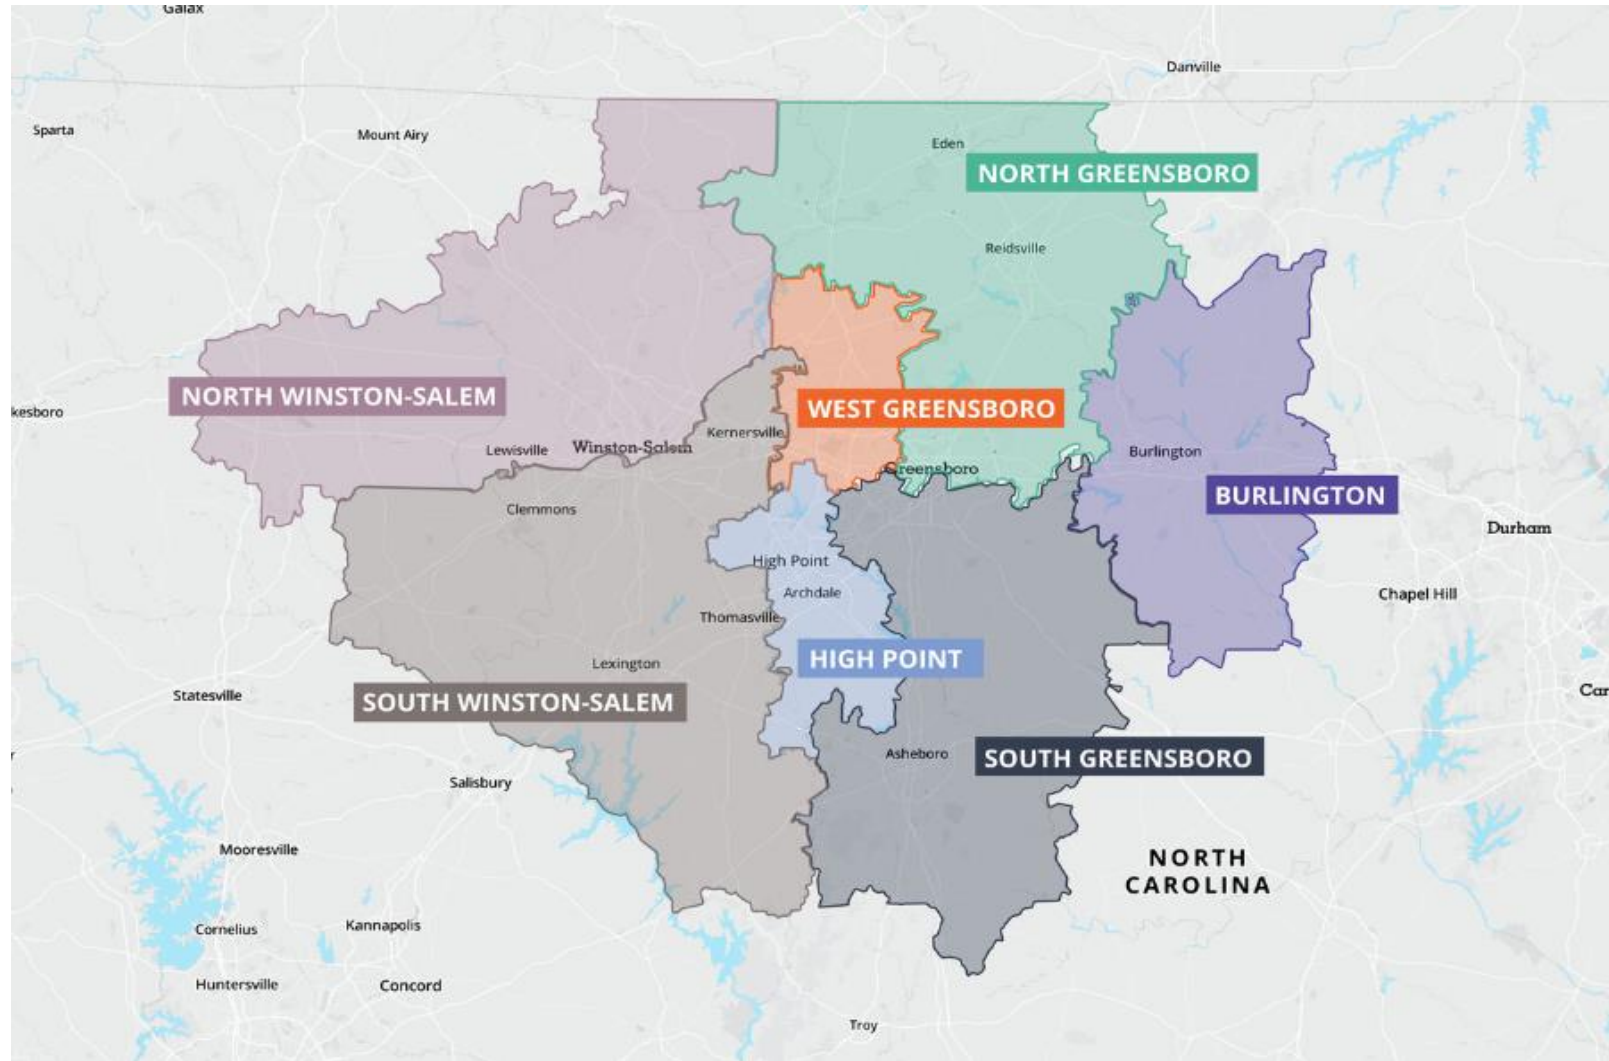 Galax
Danville
Sparta
Mount Airy
Eden
NORTH GREENSBORO
Reidsville
NORTH WINSTON-SALEM
WEST GREENSBORO
kesboro
Kernersville
Lewisville
Winston-Salem
Burlington
Greensboro
BURLINGTON
Clemmons
Durham
High Point
Archdale
Chapel Hill
Thomasville
HIGH POINT
Lexington
Statesville
Car
SOUTH WINSTON-SALEM
Asheboro
SOUTH GREENSBORO
Salisbury
Mooresville
NORTH
CAROLINA
Cornelius
Kannapolis
Huntersville
Concord
Troy